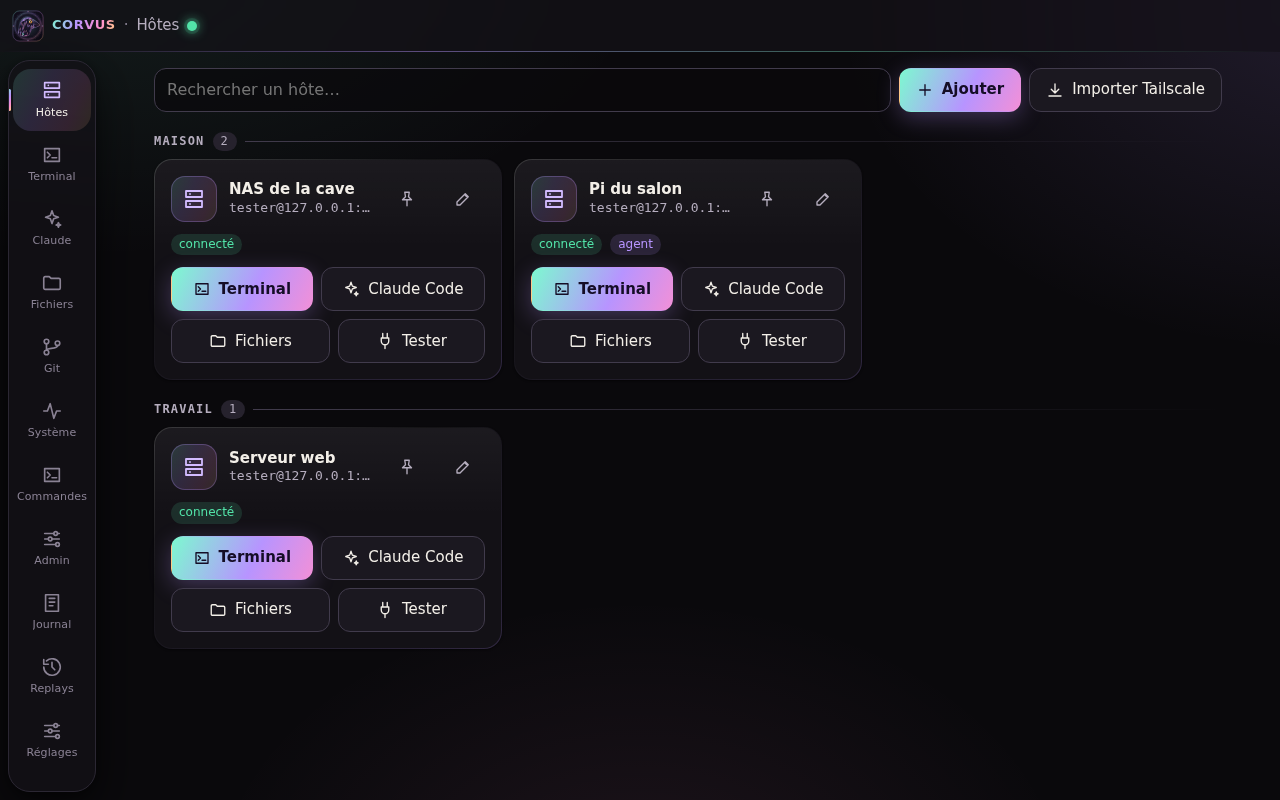 CORVUS · Hôtes
Hôtes
Terminal
Claude
Fichiers
Git
Système
Commandes
Admin
Journal
Replays
Réglages
Rechercher un hôte…
Ajouter
Importer Tailscale
MAISON 2
NAS de la cave
tester@127.0.0.1:…
connecté
Terminal
Claude Code
Fichiers
Tester
Pi du salon
tester@127.0.0.1:…
connecté agent
Terminal
Claude Code
Fichiers
Tester
TRAVAIL 1
Serveur web
tester@127.0.0.1:…
connecté
Terminal
Claude Code
Fichiers
Tester